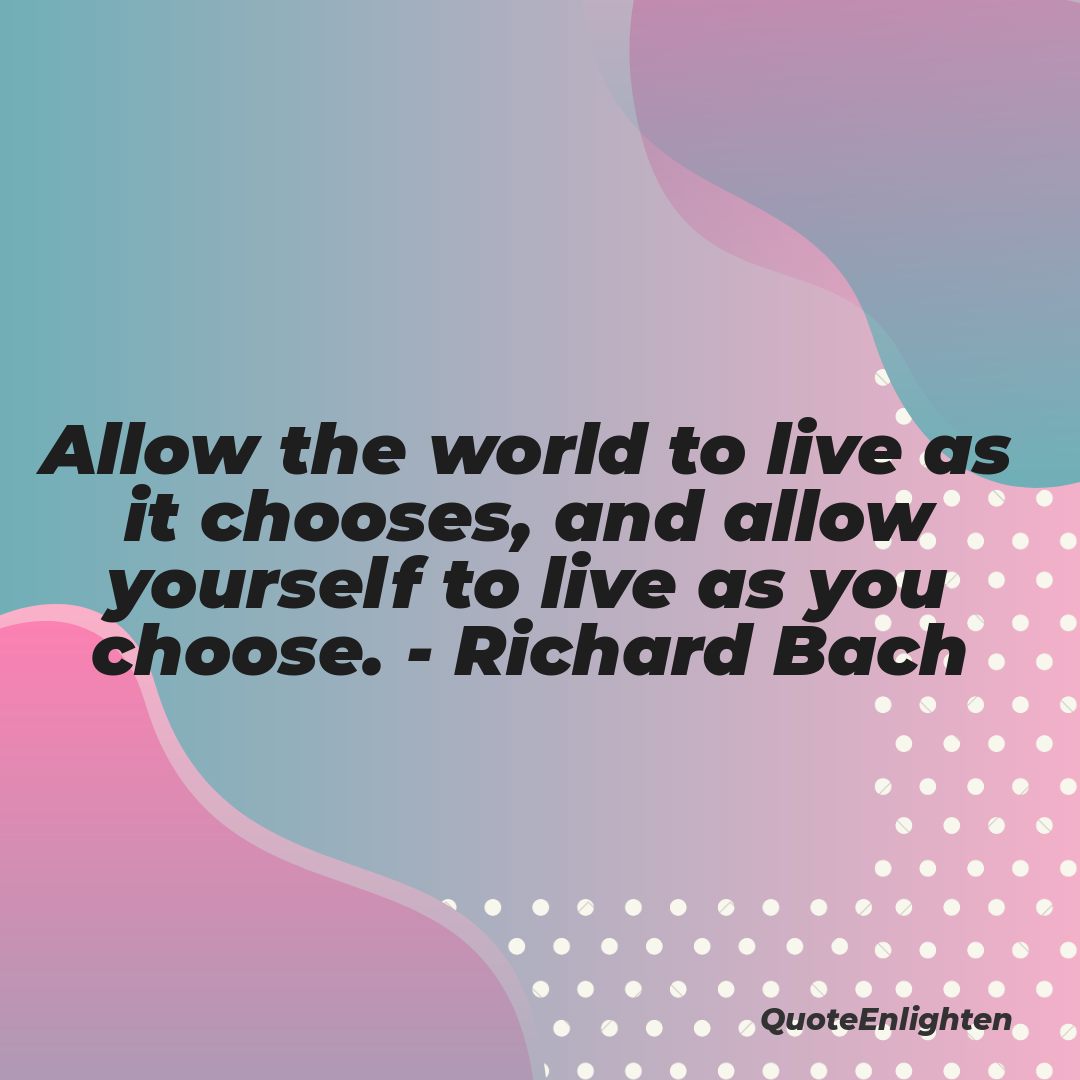 Allow the world to live as
it chooses, and allow
yourself to live as you
choose. - Richard Bach
QuoteEnlighten